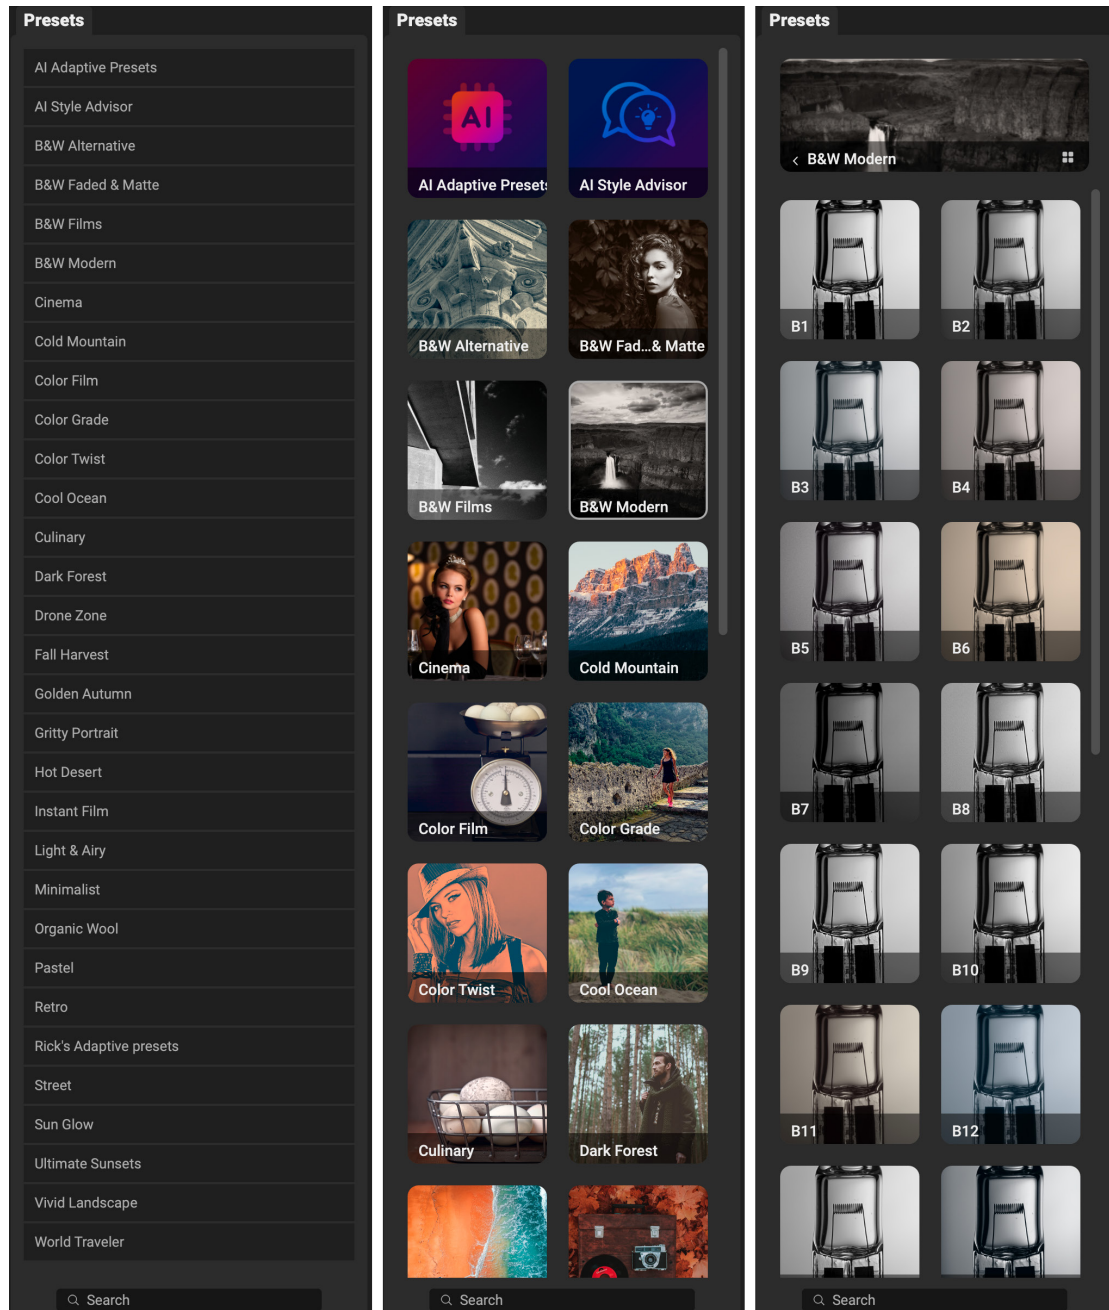 Presets
AI Adaptive Presets
AI Style Advisor
B&W Alternative
B&W Faded & Matte
B&W Films
B&W Modern
Cinema
Cold Mountain
Color Film
Color Grade
Color Twist
Cool Ocean
Culinary
Dark Forest
Drone Zone
Fall Harvest
Golden Autumn
Gritty Portrait
Hot Desert
Instant Film
Light & Airy
Minimalist
Organic Wool
Pastel
Retro
Rick's Adaptive presets
Street
Sun Glow
Ultimate Sunsets
Vivid Landscape
World Traveler
Search
Presets
AI
AI Adaptive Presets
AI Style Advisor
B&W Alternative
B&W Fad...& Matte
B&W Films
B&W Modern
Cinema
Cold Mountain
Color Film
Color Grade
Color Twist
Cool Ocean
Culinary
Dark Forest
Search
Presets
B&W Modern
B1
B2
B3
B4
B5
B6
B7
B8
B9
B10
B11
B12
Search